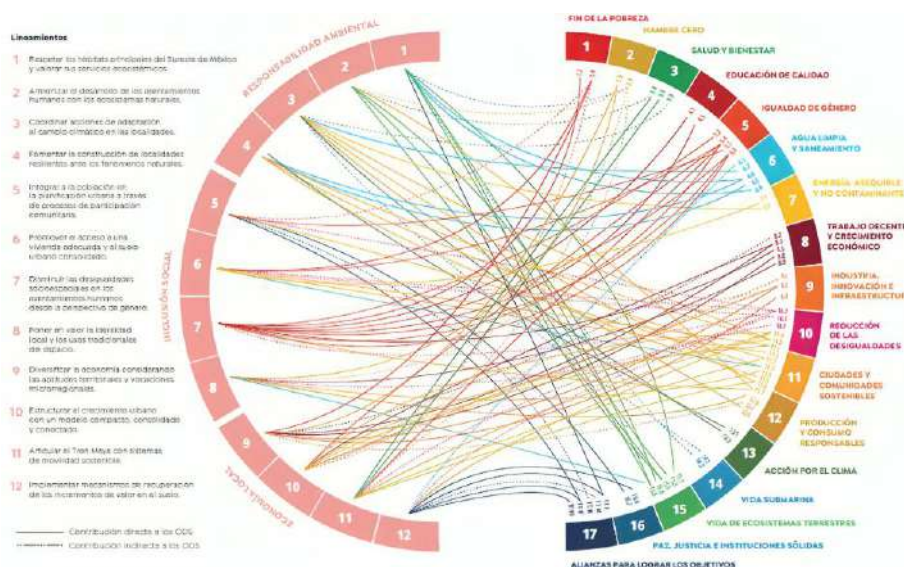 Lineamientos
1 Respetar los hábitats principales del Sureste de México
y valorar sus servicios ecosistémicos.
2 Armonizar el desarrollo de los asentamientos
humanos con los ecosistemas naturales.
3 Coordinar acciones de adaptación
al cambio climático en las localidades.
4 Fomentar la construcción de localidades
resilientes ante los fenómenos naturales.
5 Integrar a la población en
la planificación urbana a través
de procesos de participación
comunitaria.
6 Promover el acceso a una
vivienda adecuada y al suelo
urbano consolidado.
7 Disminuir las desigualdades
socioespaciales en los
asentamientos humanos
desde la perspectiva de género.
8 Poner en valor la identidad
local y los usos tradicionales
del espacio.
9 Diversificar la economía considerando
las aptitudes territoriales y vocaciones
microrregionales.
10 Estructurar el crecimiento urbano
con un modelo compacto, consolidado
y conectado.
11 Articular el Tren Maya con sistemas
de movilidad sostenible.
12 Implementar mecanismos de recuperación
de los incrementos de valor en el suelo.
Contribución directa a los ODS
Contribución indirecta a los ODS
RESPONSABILIDAD AMBIENTAL
1
2
3
4
INCLUSIÓN SOCIAL
5
6
7
8
ECONOMÍA LOCAL
9
10
11
12
FIN DE LA POBREZA
1
HAMBRE CERO
2
SALUD Y BIENESTAR
3
EDUCACIÓN DE CALIDAD
4
IGUALDAD DE GÉNERO
5
AGUA LIMPIA
Y SANEAMIENTO
6
ENERGÍA ASEQUIBLE
Y NO CONTAMINANTE
7
TRABAJO DECENTE
Y CRECIMIENTO
ECONÓMICO
8
INDUSTRIA,
INNOVACIÓN E
INFRAESTRUCTUR
9
REDUCCIÓN
DE LAS
DESIGUALDADES
10
CIUDADES Y
COMUNIDADES
SOSTENIBLES
11
PRODUCCIÓN
Y CONSUMO
RESPONSABLES
12
ACCIÓN POR EL CLIMA
13
VIDA SUBMARINA
14
VIDA DE ECOSISTEMAS TERRESTRES
15
PAZ, JUSTICIA E INSTITUCIONES SÓLIDAS
16
ALIANZAS PARA LOGRAR LOS OBJETIVOS
17